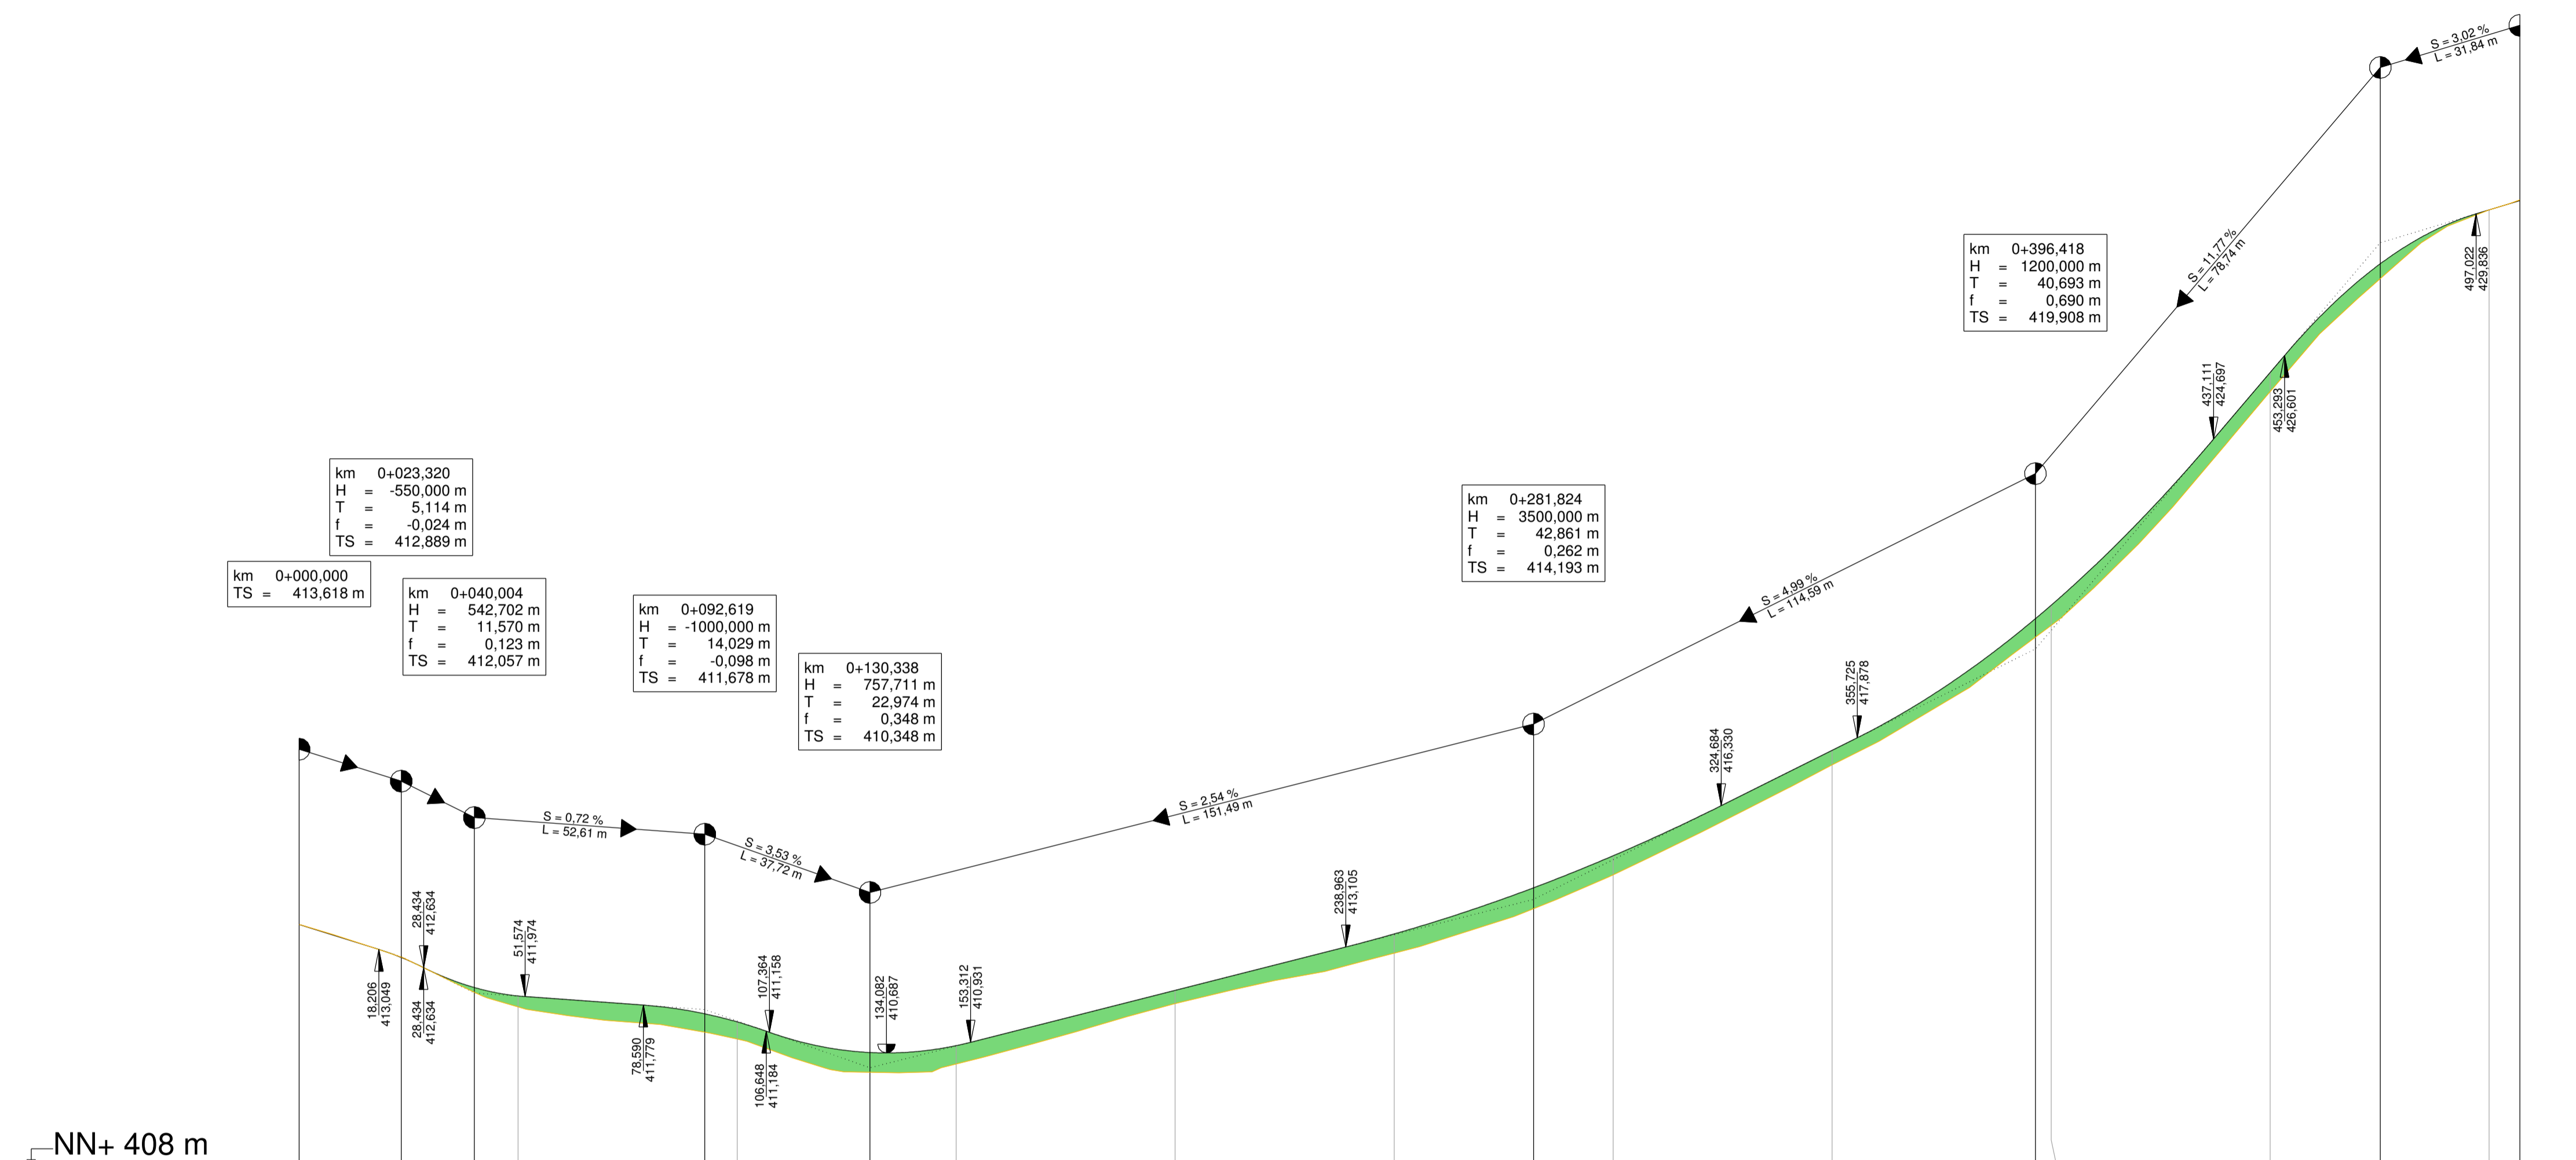 S = 3,02 %
L = 31,84 m
S = 11,77 %
L = 78,74 m
km 0+396,418
H = 1200,000 m
T = 40,693 m
f = 0,690 m
TS = 419,908 m
497,022
429,836
437,111
424,697
453,293
426,601
km 0+023,320
H = -550,000 m
T = 5,114 m
f = -0,024 m
TS = 412,889 m
km 0+000,000
TS = 413,618 m
km 0+040,004
H = 542,702 m
T = 11,570 m
f = 0,123 m
TS = 412,057 m
km 0+092,619
H = -1000,000 m
T = 14,029 m
f = -0,098 m
TS = 411,678 m
km 0+130,338
H = 757,711 m
T = 22,974 m
f = 0,348 m
TS = 410,348 m
km 0+281,824
H = 3500,000 m
T = 42,861 m
f = 0,262 m
TS = 414,193 m
S = 4,99 %
L = 114,59 m
S = 2,54 %
L = 151,49 m
S = 0,72 %
L = 52,61 m
S = 3,53 %
L = 37,72 m
355,725
417,878
324,684
416,330
238,963
413,105
28,434
412,634
51,574
411,974
107,364
411,158
134,082
410,687
153,312
410,931
18,206
413,049
28,434
412,634
78,590
411,779
106,648
411,184
NN+ 408 m